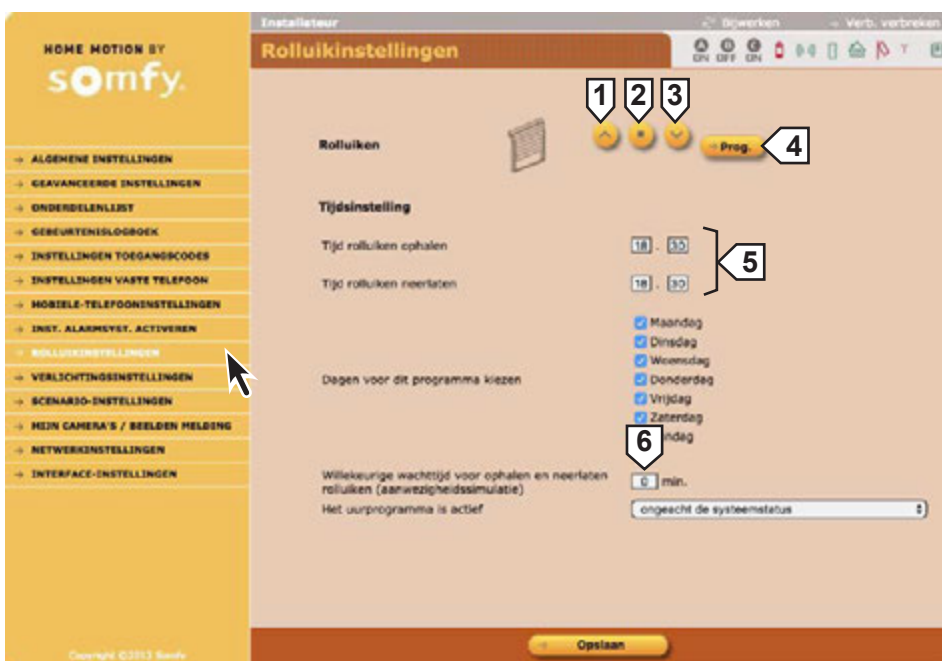 Installateur
Bijwerken
Verb. verbreken
HOME MOTION BY
somfy.
Rolluikinstellingen
ON OFF ON
1 2 3
Rolluiken
Prog.
4
ALGEMENE INSTELLINGEN
GEAVANCEERDE INSTELLINGEN
ONDERDELENLIJST
GEBEURTENISLOGBOEK
INSTELLINGEN TOEGANGSCODES
INSTELLINGEN VASTE TELEFOON
MOBIELE-TELEFOONINSTELLINGEN
INST. ALARMSYST. ACTIVEREN
ROLLUIKINSTELLINGEN
VERLICHTINGSINSTELLINGEN
SCENARIO-INSTELLINGEN
MIJN CAMERA'S / BEELDEN MELDING
NETWERKINSTELLINGEN
INTERFACE-INSTELLINGEN
Tijdsinstelling
Tijd rolluiken ophalen
18 . 30
5
Tijd rolluiken neerlaten
18 . 30
Maandag
Dinsdag
Woensdag
Dagen voor dit programma kiezen
Donderdag
Vrijdag
Zaterdag
ndag
6
Willekeurige wachttijd voor ophalen en neerlaten
rolluiken (aanwezigheidssimulatie)
0 min.
Het uurprogramma is actief
ongeacht de systeemstatus
Opslaan
Copyright ©2013 Somfy